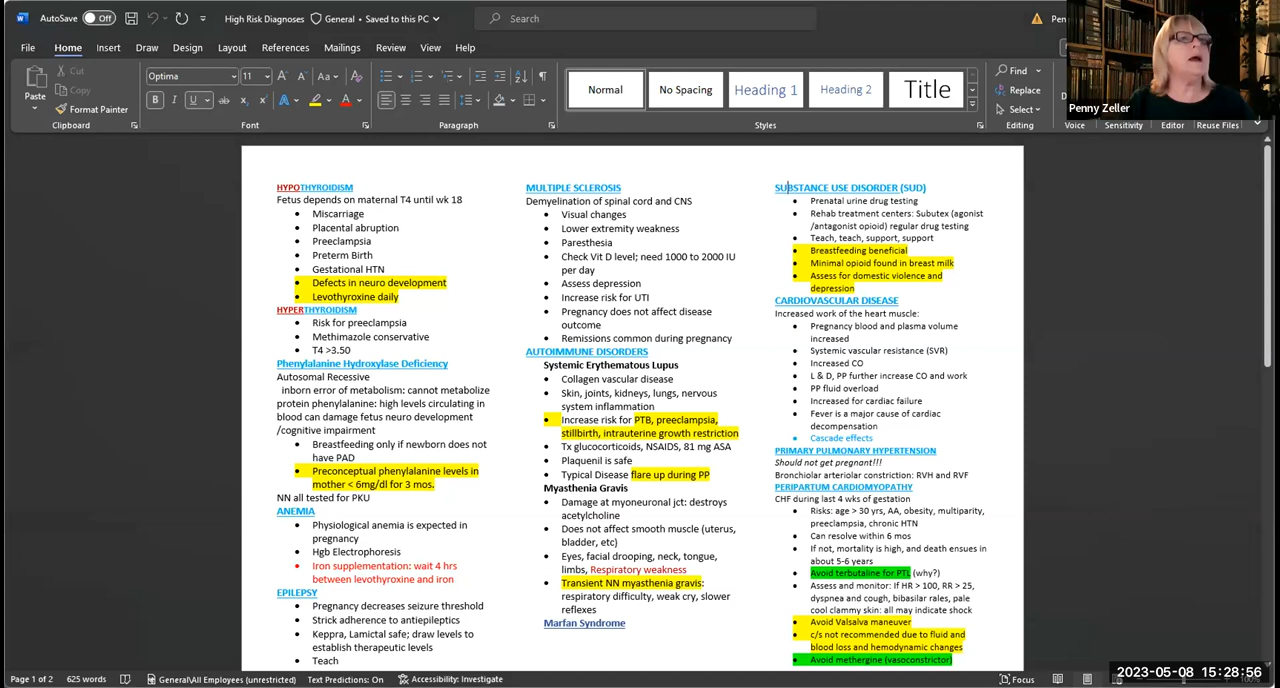 AutoSave Off High Risk Diagnoses General • Saved to this PC Search Pen
File Home Insert Draw Design Layout References Mailings Review View Help
Paste Cut Copy Format Painter
Clipboard
Optima 11 Aa
B I U ab x x A A
Font
Paragraph
Normal No Spacing Heading 1 Heading 2 Title
Styles
Find Replace Select
Editing
Voice Sensitivity Editor Reuse Files
Penny Zeller
HYPOTHYROIDISM
Fetus depends on maternal T4 until wk 18
• Miscarriage
• Placental abruption
• Preeclampsia
• Preterm Birth
• Gestational HTN
• Defects in neuro development
• Levothyroxine daily
HYPERTHYROIDISM
• Risk for preeclampsia
• Methimazole conservative
• T4 >3.50
Phenylalanine Hydroxylase Deficiency
Autosomal Recessive
inborn error of metabolism: cannot metabolize
protein phenylalanine: high levels circulating in
blood can damage fetus neuro development
/cognitive impairment
• Breastfeeding only if newborn does not
have PAD
• Preconceptual phenylalanine levels in
mother < 6mg/dl for 3 mos.
NN all tested for PKU
ANEMIA
• Physiological anemia is expected in
pregnancy
• Hgb Electrophoresis
• Iron supplementation: wait 4 hrs
between levothyroxine and iron
EPILEPSY
• Pregnancy decreases seizure threshold
• Strick adherence to antiepileptics
• Keppra, Lamictal safe; draw levels to
establish therapeutic levels
• Teach
MULTIPLE SCLEROSIS
Demyelination of spinal cord and CNS
• Visual changes
• Lower extremity weakness
• Paresthesia
• Check Vit D level; need 1000 to 2000 IU
per day
• Assess depression
• Increase risk for UTI
• Pregnancy does not affect disease
outcome
• Remissions common during pregnancy
AUTOIMMUNE DISORDERS
Systemic Erythematous Lupus
• Collagen vascular disease
• Skin, joints, kidneys, lungs, nervous
system inflammation
• Increase risk for PTB, preeclampsia,
stillbirth, intrauterine growth restriction
• Tx glucocorticoids, NSAIDS, 81 mg ASA
• Plaquenil is safe
• Typical Disease flare up during PP
Myasthenia Gravis
• Damage at myoneuronal jct: destroys
acetylcholine
• Does not affect smooth muscle (uterus,
bladder, etc)
• Eyes, facial drooping, neck, tongue,
limbs, Respiratory weakness
• Transient NN myasthenia gravis:
respiratory difficulty, weak cry, slower
reflexes
Marfan Syndrome
SUBSTANCE USE DISORDER (SUD)
• Prenatal urine drug testing
• Rehab treatment centers: Subutex (agonist
/antagonist opioid) regular drug testing
• Teach, teach, support, support
• Breastfeeding beneficial
• Minimal opioid found in breast milk
• Assess for domestic violence and
depression
CARDIOVASCULAR DISEASE
Increased work of the heart muscle:
• Pregnancy blood and plasma volume
increased
• Systemic vascular resistance (SVR)
• Increased CO
• L & D, PP further increase CO and work
• PP fluid overload
• Increased for cardiac failure
• Fever is a major cause of cardiac
decompensation
• Cascade effects
PRIMARY PULMONARY HYPERTENSION
Should not get pregnant!!!
Bronchiolar arteriolar constriction: RVH and RVF
PERIPARTUM CARDIOMYOPATHY
CHF during last 4 wks of gestation
• Risks: age > 30 yrs, AA, obesity, multiparity,
preeclampsia, chronic HTN
• Can resolve within 6 mos
• If not, mortality is high, and death ensues in
about 5-6 years
• Avoid terbutaline for PTL (why?)
• Assess and monitor: If HR > 100, RR > 25,
dyspnea and cough, bibasilar rales, pale
cool clammy skin: all may indicate shock
• Avoid Valsalva maneuver
• c/s not recommended due to fluid and
blood loss and hemodynamic changes
• Avoid methergine (vasoconstrictor)
Page 1 of 2 625 words General\All Employees (unrestricted) Text Predictions: On Accessibility: Investigate Focus
2023-05-08 15:28:56